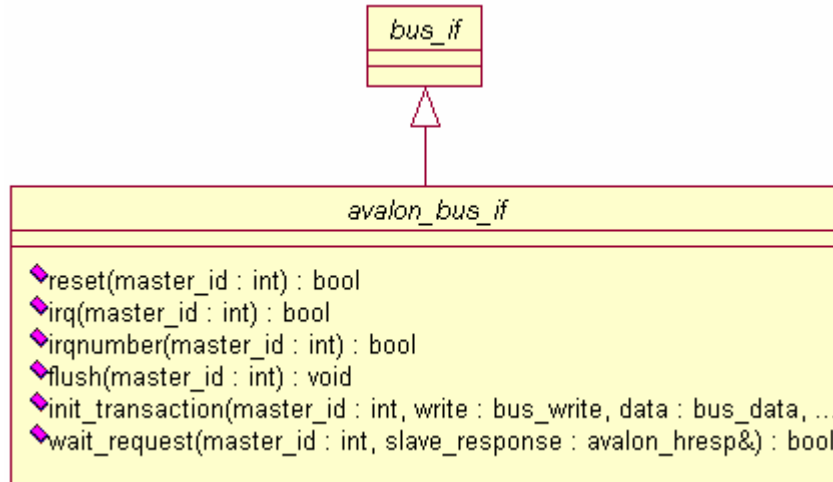 bus_if
avalon_bus_if
reset(master_id : int) : bool
irq(master_id : int) : bool
irqnumber(master_id : int) : bool
flush(master_id : int) : void
init_transaction(master_id : int, write : bus_write, data : bus_data, ...
wait_request(master_id : int, slave_response : avalon_hresp&) : bool